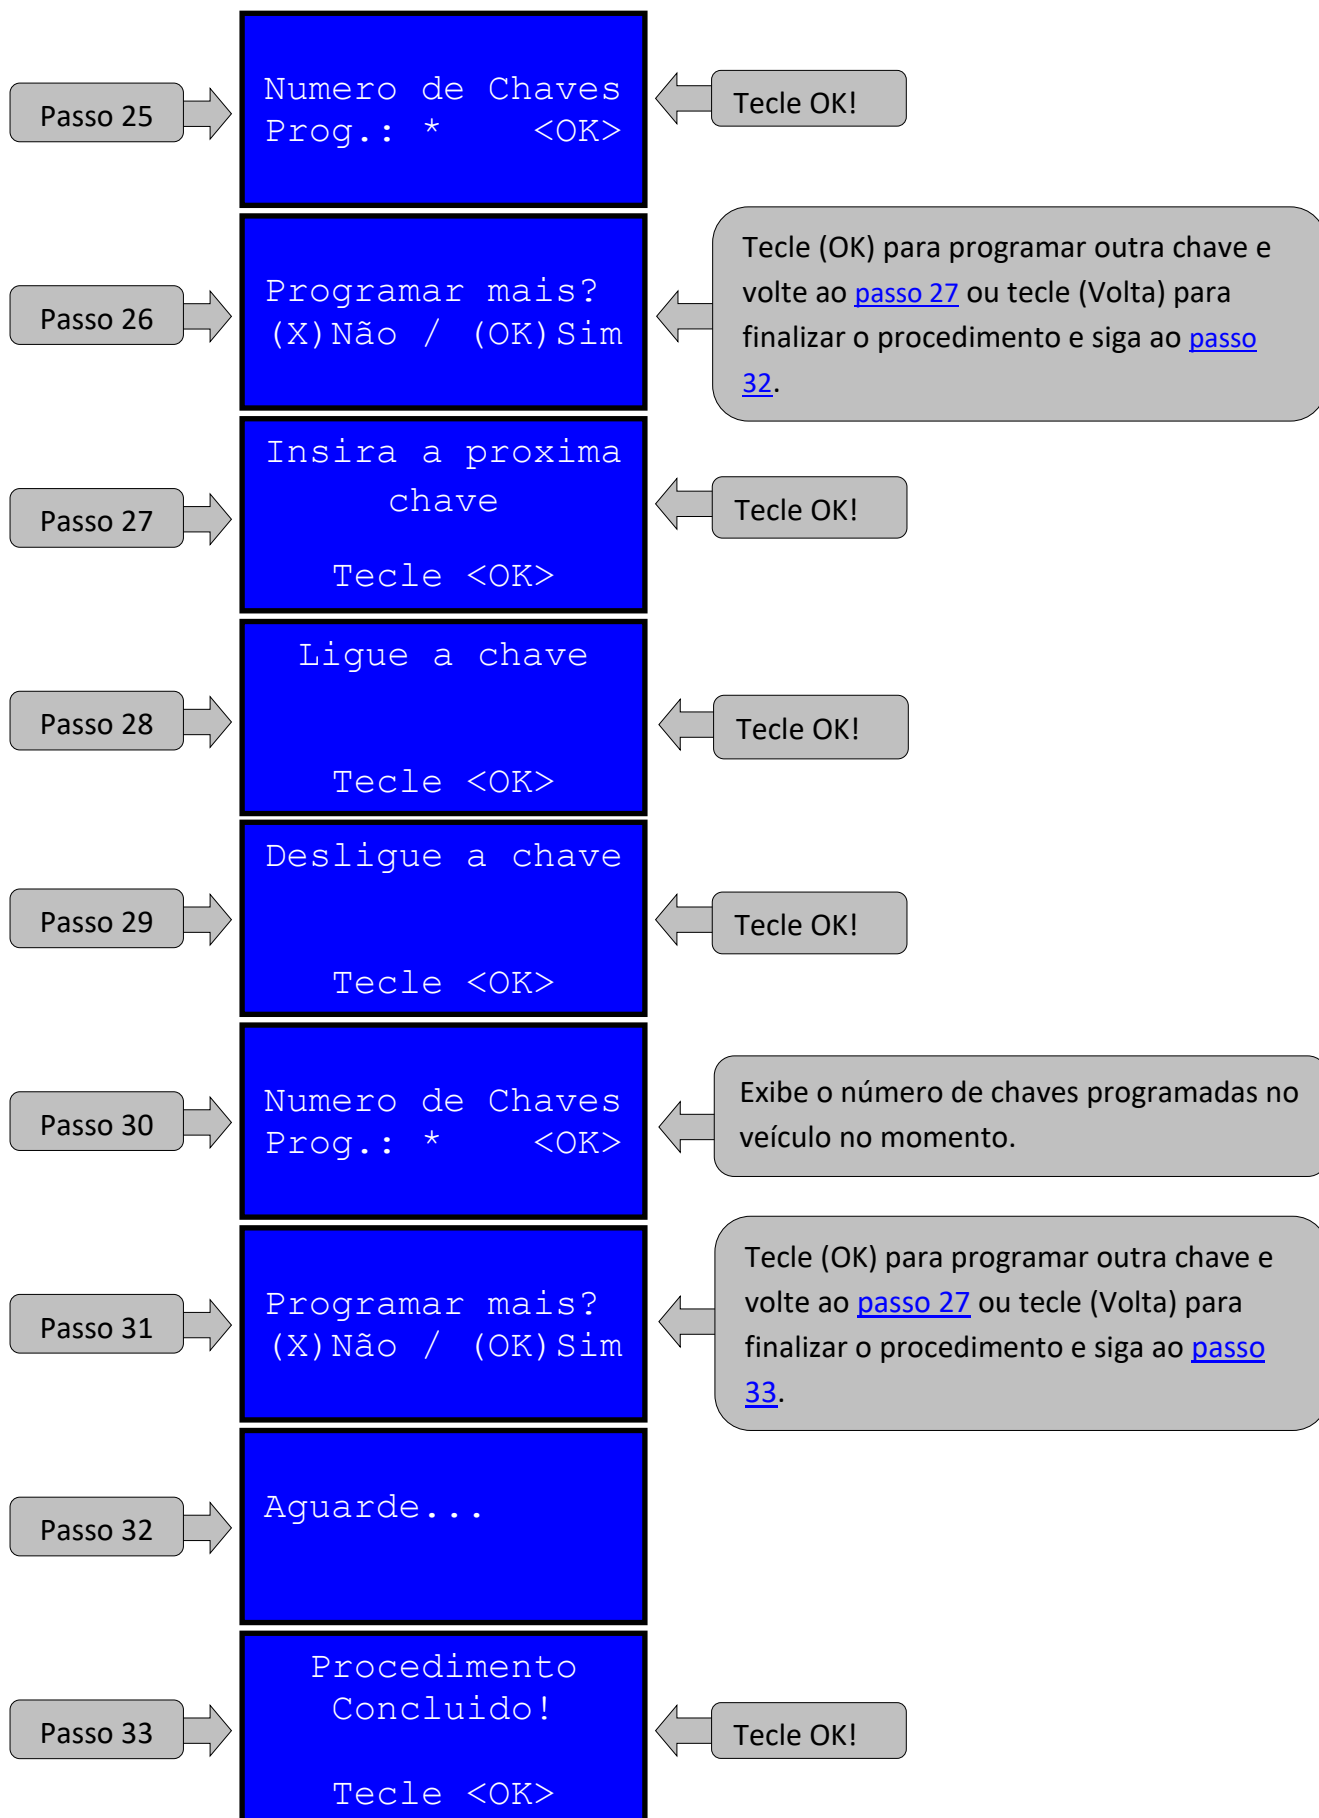 Passo 25
Numero de Chaves
Prog.: * <OK>
Tecle OK!
Passo 26
Programar mais?
(X)Não / (OK)Sim
Tecle (OK) para programar outra chave e
volte ao passo 27 ou tecle (Volta) para
finalizar o procedimento e siga ao passo
32.
Passo 27
Insira a proxima
chave
Tecle <OK>
Tecle OK!
Passo 28
Ligue a chave
Tecle <OK>
Tecle OK!
Passo 29
Desligue a chave
Tecle <OK>
Tecle OK!
Passo 30
Numero de Chaves
Prog.: * <OK>
Exibe o número de chaves programadas no
veículo no momento.
Passo 31
Programar mais?
(X)Não / (OK)Sim
Tecle (OK) para programar outra chave e
volte ao passo 27 ou tecle (Volta) para
finalizar o procedimento e siga ao passo
33.
Passo 32
Aguarde...
Passo 33
Procedimento
Concluido!
Tecle <OK>
Tecle OK!